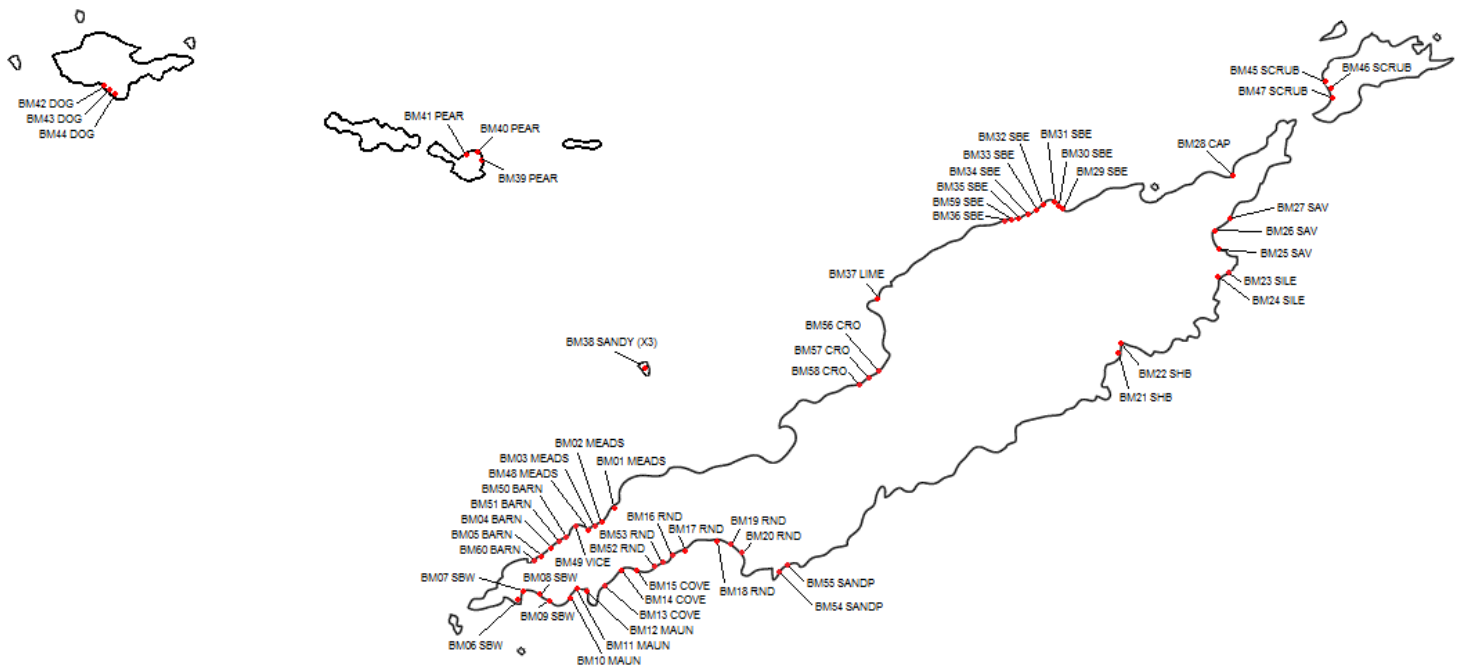 BM42 DOG
BM43 DOG
BM44 DOG
BM41 PEAR
BM40 PEAR
BM39 PEAR
BM45 SCRUB
BM46 SCRUB
BM47 SCRUB
BM28 CAP
BM32 SBE
BM31 SBE
BM33 SBE
BM30 SBE
BM34 SBE
BM29 SBE
BM35 SBE
BM59 SBE
BM36 SBE
BM27 SAV
BM26 SAV
BM25 SAV
BM23 SILE
BM24 SILE
BM37 LIME
BM56 CRO
BM57 CRO
BM58 CRO
BM38 SANDY (X3)
BM22 SHB
BM21 SHB
BM02 MEADS
BM03 MEADS
BM01 MEADS
BM48 MEADS
BM50 BARN
BM51 BARN
BM04 BARN
BM05 BARN
BM60 BARN
BM49 VICE
BM16 RND
BM53 RND
BM52 RND
BM17 RND
BM19 RND
BM20 RND
BM18 RND
BM55 SANDP
BM54 SANDP
BM07 SBW
BM08 SBW
BM09 SBW
BM06 SBW
BM15 COVE
BM14 COVE
BM13 COVE
BM12 MAUN
BM11 MAUN
BM10 MAUN